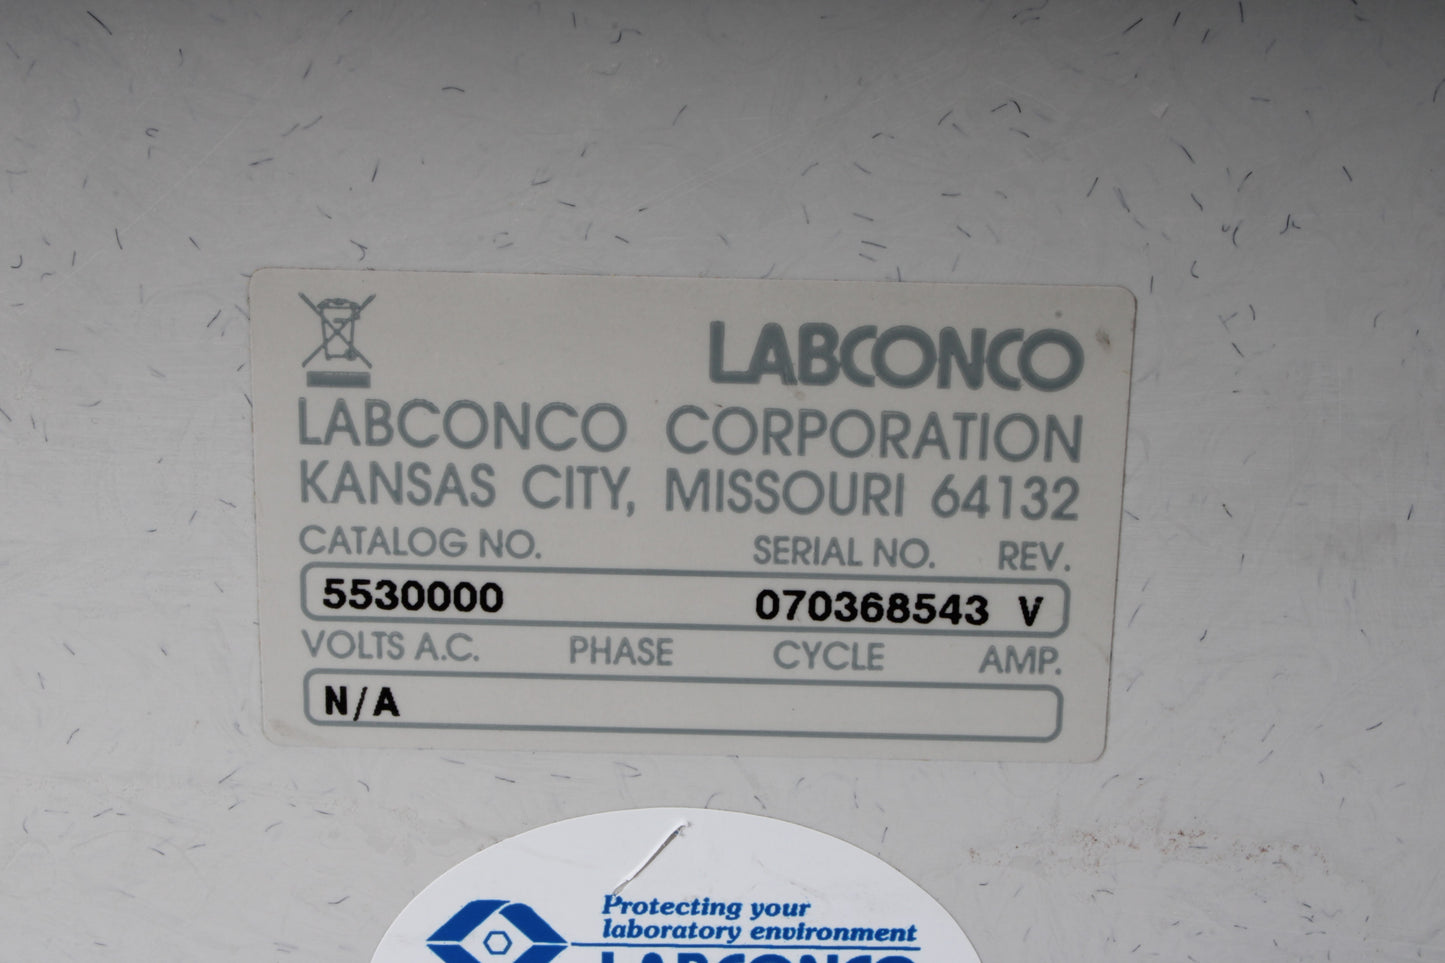 LABCONCO
LABCONCO CORPORATION
KANSAS CITY, MISSOURI 64132
CATALOG NO. SERIAL NO. REV.
5530000 070368543 V
VOLTS A.C. PHASE CYCLE AMP.
N/A
Protecting your
laboratory environment
LABCONCO